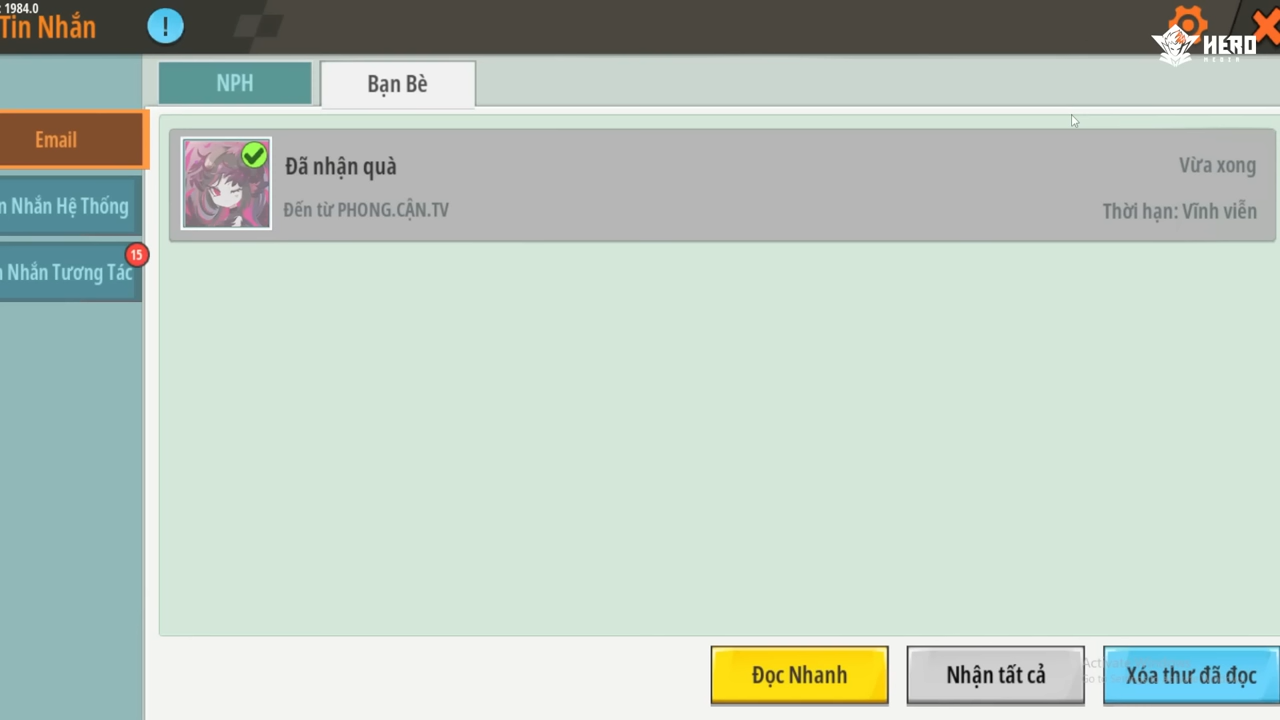 : 1984.0
Tin Nhắn
!
HERO
MEDIA
NPH
Bạn Bè
Email
n Nhắn Hệ Thống
15
n Nhắn Tương Tác
Đã nhận quà
Vừa xong
Đến từ PHONG.CẬN.TV
Thời hạn: Vĩnh viễn
Đọc Nhanh
Nhận tất cả
Xóa thư đã đọc